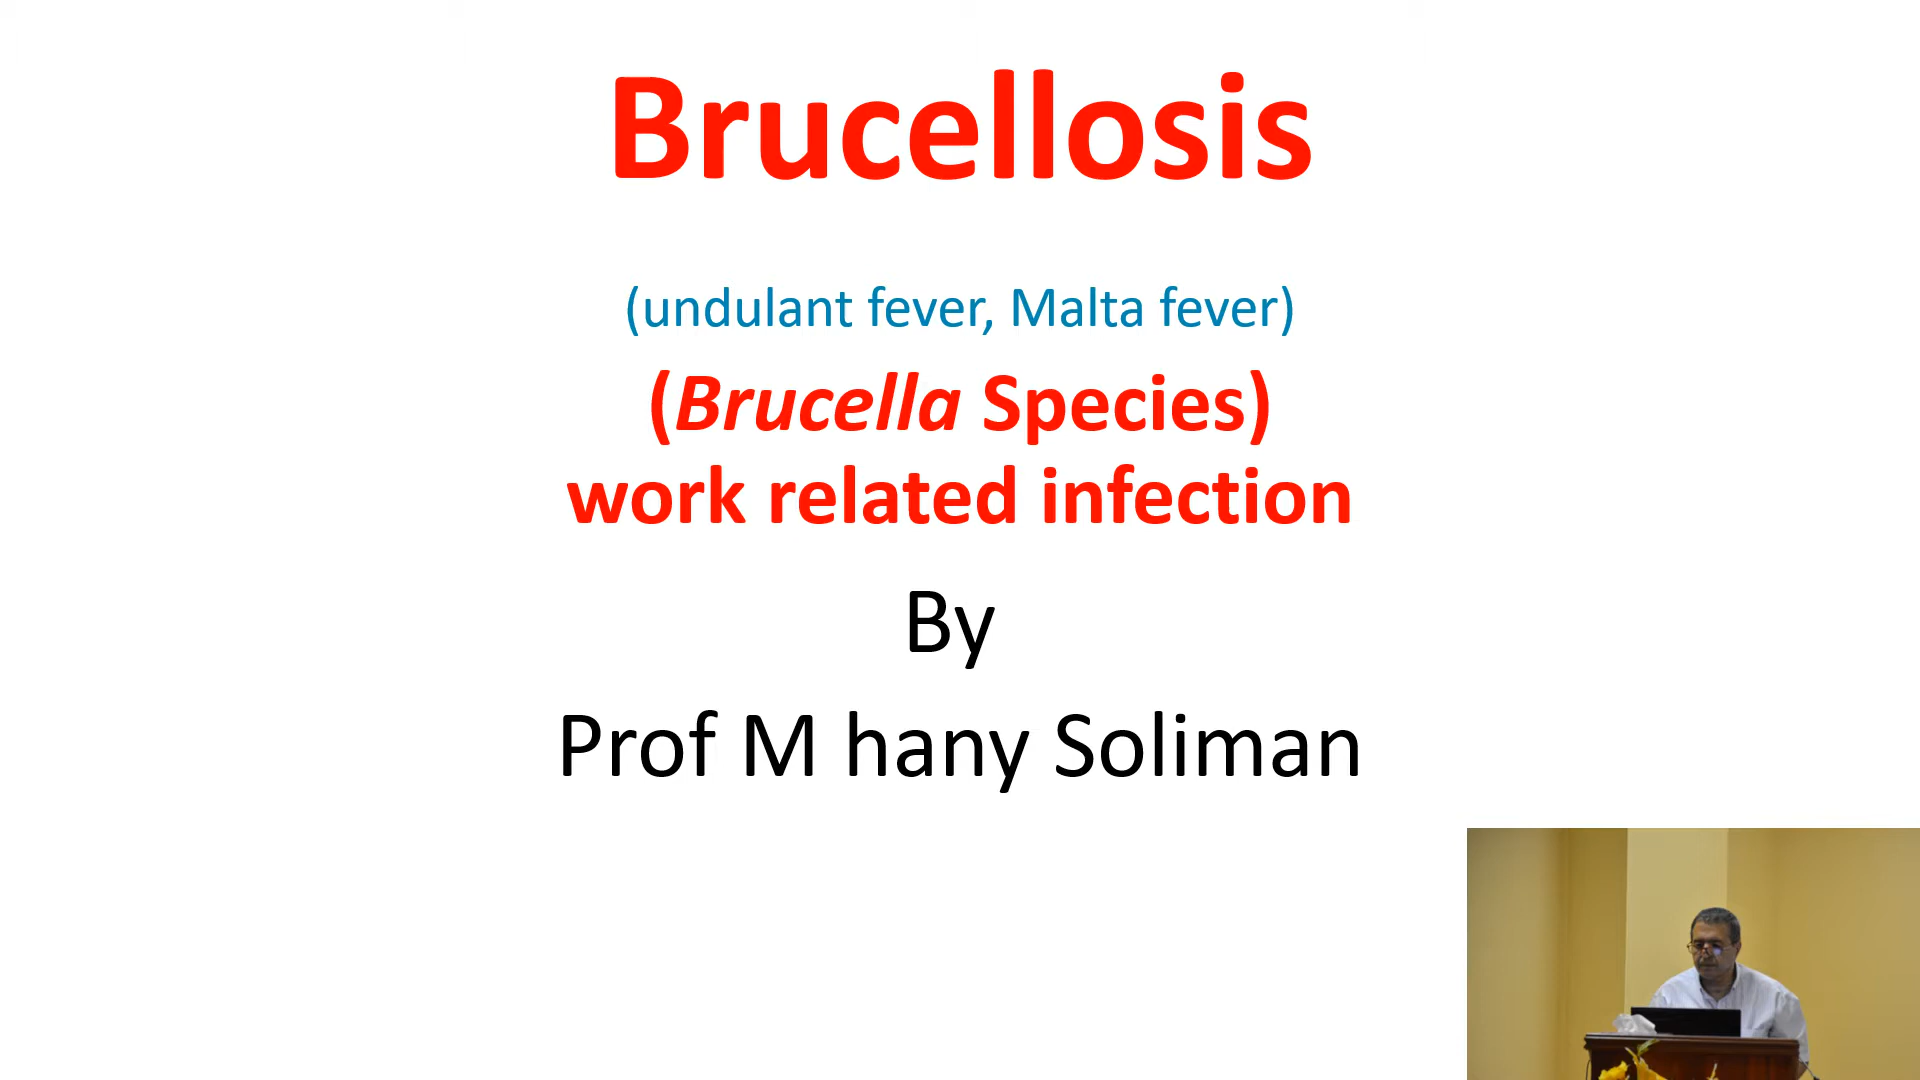 Brucellosis
(undulant fever, Malta fever)
(Brucella Species)
work related infection
By
Prof M hany Soliman